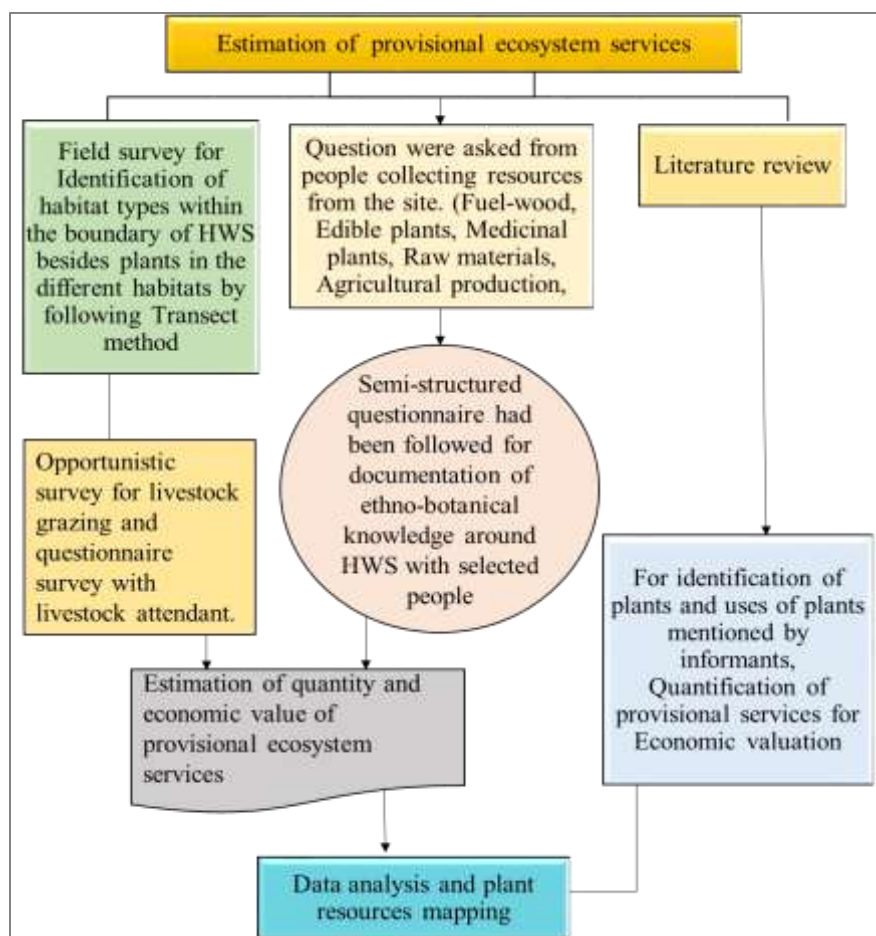 Estimation of provisional ecosystem services
Field survey for
Identification of
habitat types within
the boundary of HWS
besides plants in the
different habitats by
following Transect
method
Question were asked from
people collecting resources
from the site. (Fuel-wood,
Edible plants, Medicinal
plants, Raw materials,
Agricultural production,
Literature review
Semi-structured
questionnaire had
been followed for
documentation of
ethno-botanical
knowledge around
HWS with selected
people
Opportunistic
survey for livestock
grazing and
questionnaire
survey with
livestock attendant.
For identification of
plants and uses of plants
mentioned by
informants,
Quantification of
provisional services for
Economic valuation
Estimation of quantity and
economic value of
provisional ecosystem
services
Data analysis and plant
resources mapping